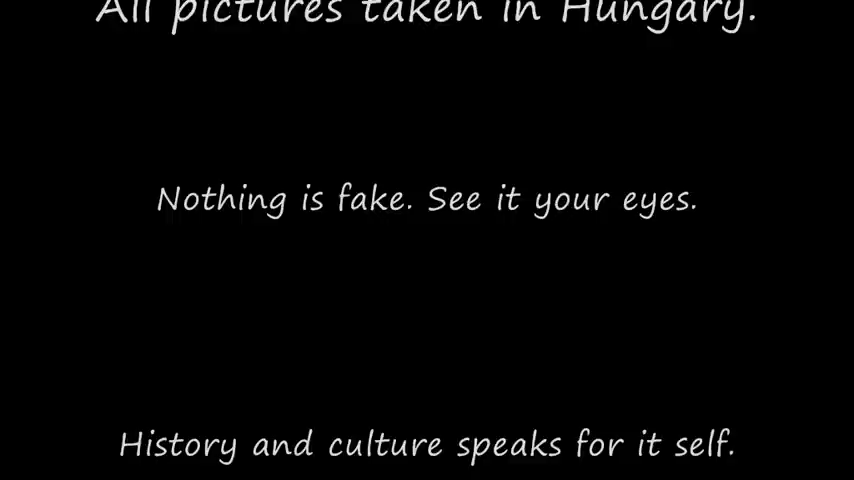 All pictures taken in Hungary.
Nothing is fake. See it your eyes.
History and culture speaks for it self.